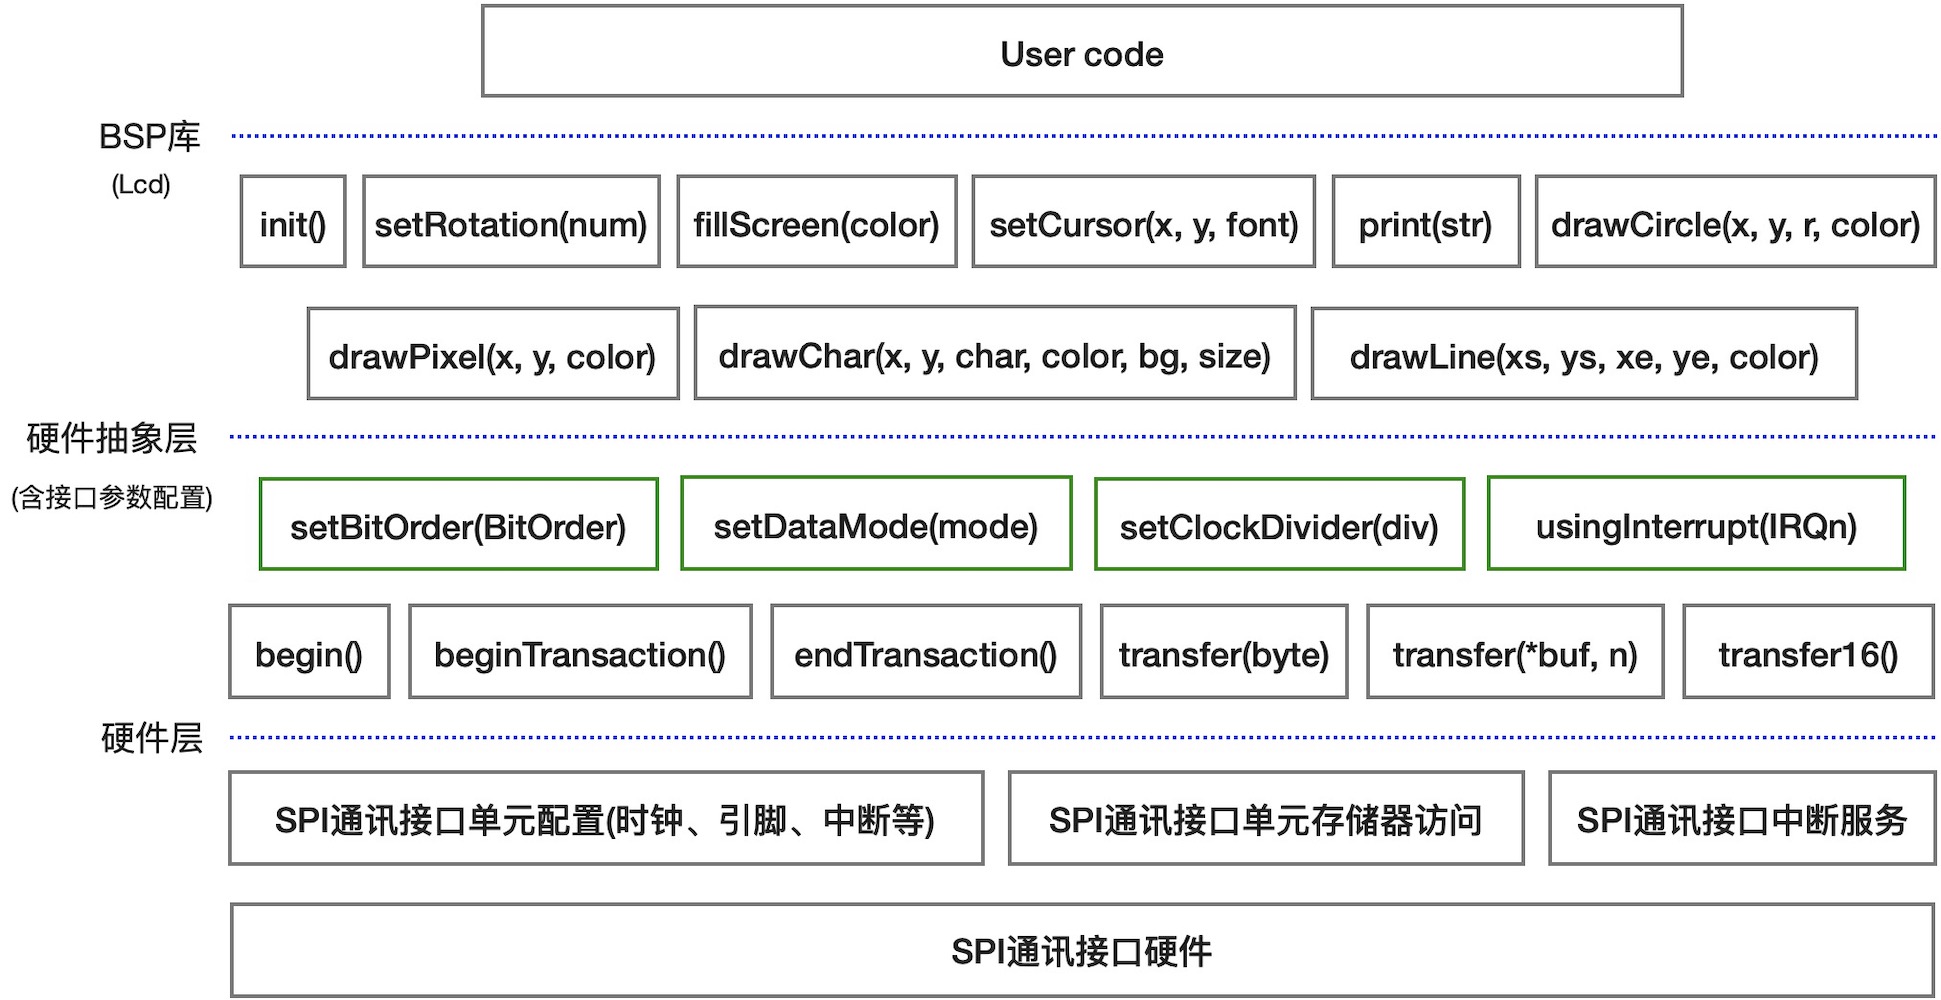 User code
BSP库
(Lcd)
init()
setRotation(num)
fillScreen(color)
setCursor(x, y, font)
print(str)
drawCircle(x, y, r, color)
drawPixel(x, y, color)
drawChar(x, y, char, color, bg, size)
drawLine(xs, ys, xe, ye, color)
硬件抽象层
(含接口参数配置)
setBitOrder(BitOrder)
setDataMode(mode)
setClockDivider(div)
usingInterrupt(IRQn)
begin()
beginTransaction()
endTransaction()
transfer(byte)
transfer(*buf, n)
transfer16()
硬件层
SPI通讯接口单元配置(时钟、引脚、中断等)
SPI通讯接口单元存储器访问
SPI通讯接口中断服务
SPI通讯接口硬件